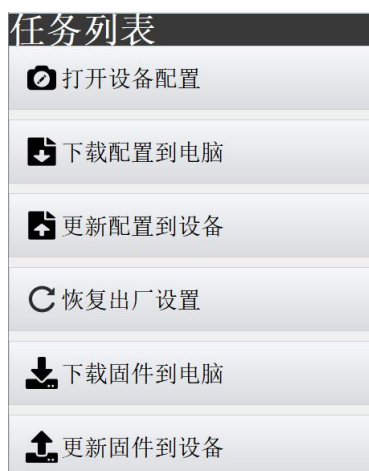 任务列表
打开设备配置
下载配置到电脑
更新配置到设备
恢复出厂设置
下载固件到电脑
更新固件到设备